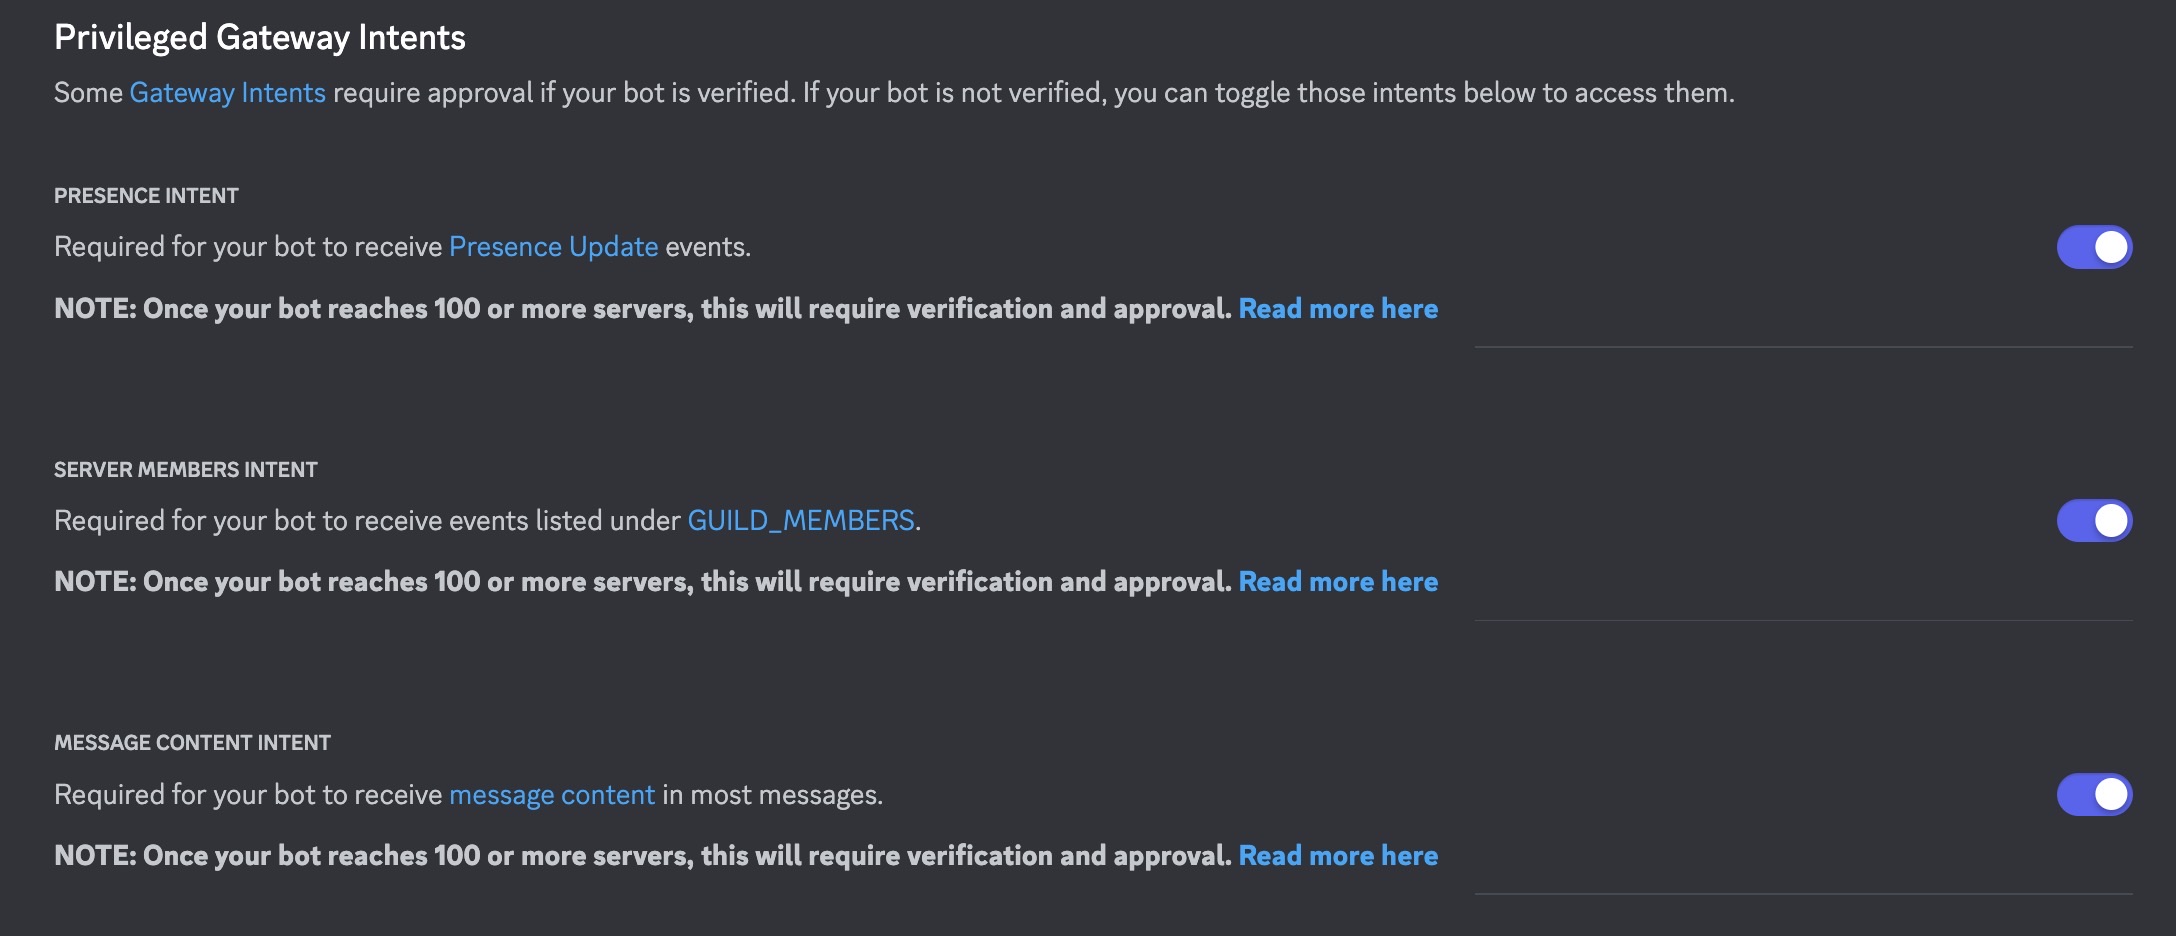 Privileged Gateway Intents
Some Gateway Intents require approval if your bot is verified. If your bot is not verified, you can toggle those intents below to access them.
PRESENCE INTENT
Required for your bot to receive Presence Update events.
NOTE: Once your bot reaches 100 or more servers, this will require verification and approval. Read more here
SERVER MEMBERS INTENT
Required for your bot to receive events listed under GUILD_MEMBERS.
NOTE: Once your bot reaches 100 or more servers, this will require verification and approval. Read more here
MESSAGE CONTENT INTENT
Required for your bot to receive message content in most messages.
NOTE: Once your bot reaches 100 or more servers, this will require verification and approval. Read more here